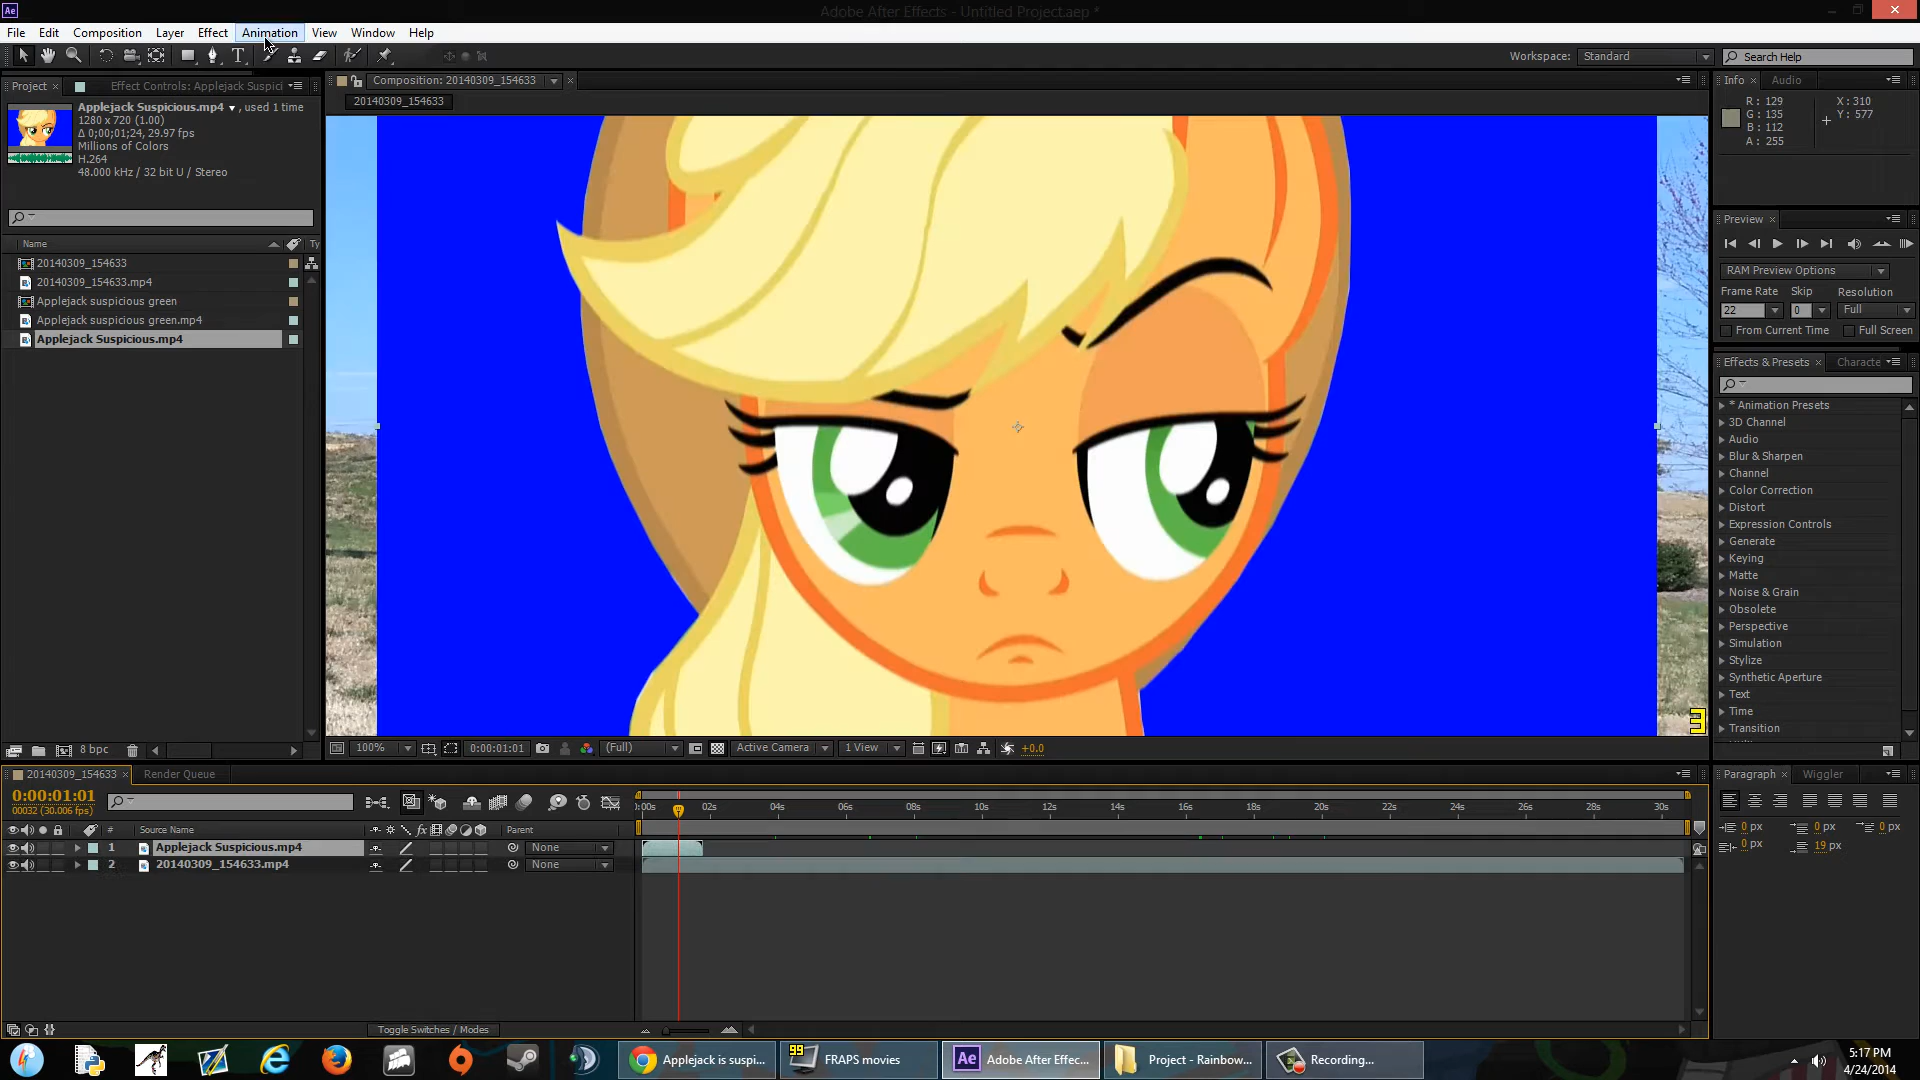 Ae Adobe After Effects - Untitled Project.aep *
File Edit Composition Layer Effect Animation View Window Help
T Workspace: Standard Search Help
Project Effect Controls: Applejack Suspici
Composition: 20140309_154633
20140309_154633
Info Audio
Applejack Suspicious.mp4 , used 1 time
1280 x 720 (1.00)
Δ 0;00;01;24, 29.97 fps
Millions of Colors
H.264
48.000 kHz / 32 bit U / Stereo
R: 129 X: 310
G: 135 Y: 577
B: 112
A: 255
Name Ty
20140309_154633
20140309_154633.mp4
Applejack suspicious green
Applejack suspicious green.mp4
Applejack Suspicious.mp4
8 bpc
Preview
RAM Preview Options
Frame Rate Skip Resolution
22 0 Full
From Current Time Full Screen
Effects & Presets Characte
* Animation Presets
3D Channel
Audio
Blur & Sharpen
Channel
Color Correction
Distort
Expression Controls
Generate
Keying
Matte
Noise & Grain
Obsolete
Perspective
Simulation
Stylize
Synthetic Aperture
Text
Time
Transition
3
100% 0:00:01:01 (Full) Active Camera 1 View +0.0
20140309_154633 Render Queue
0:00:01:01
00032 (30.006 fps)
:00s 02s 04s 06s 08s 10s 12s 14s 16s 18s 20s 22s 24s 26s 28s 30s
# Source Name fx Parent
1 Applejack Suspicious.mp4 None
2 20140309_154633.mp4 None
Toggle Switches / Modes
Paragraph Wiggler
0 px 0 px 0 px
0 px 19 px
Applejack is suspi...
99 FRAPS movies
Ae Adobe After Effec...
Project - Rainbow...
Recording...
5:17 PM
4/24/2014